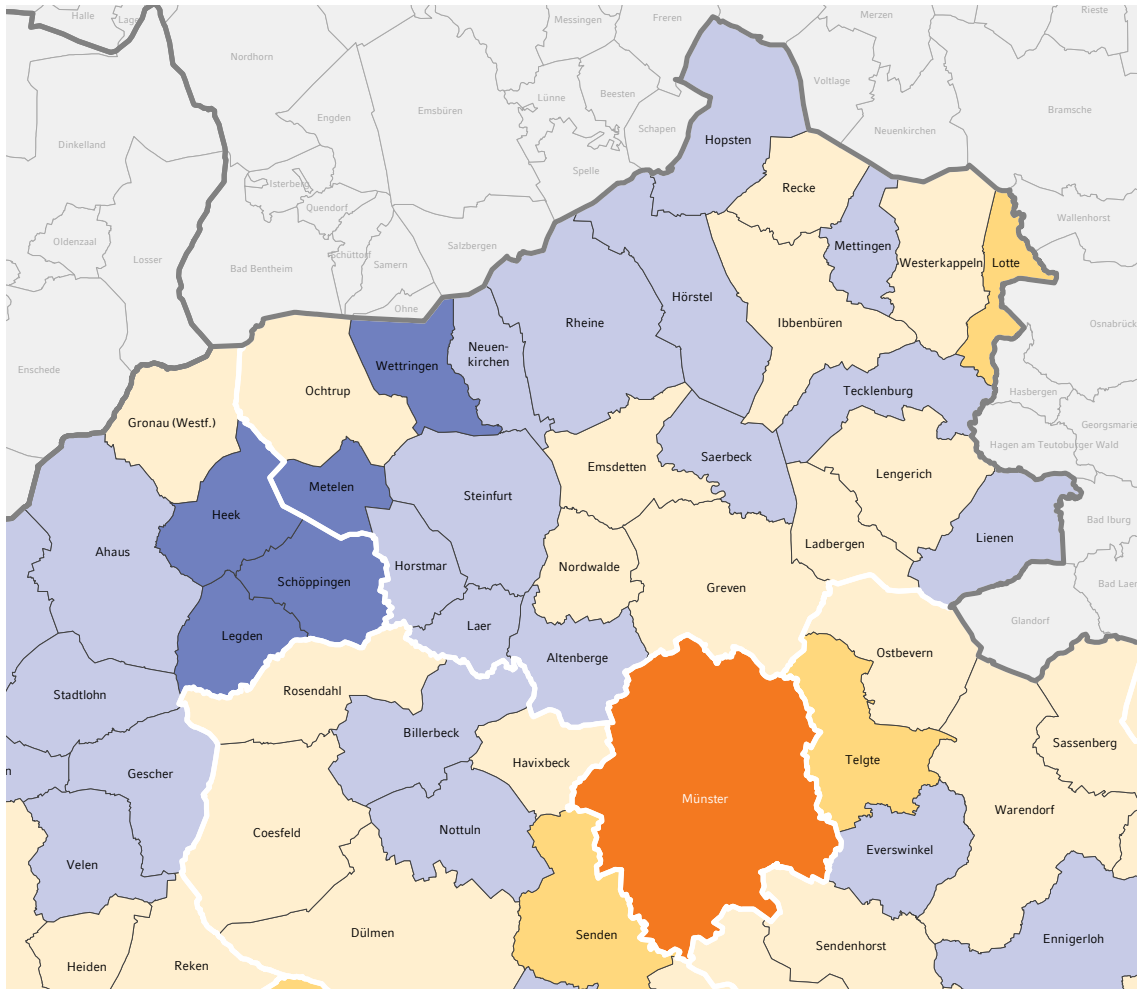 Halle
Lage
Messingen
Freren
Merzen
Rieste
Nordhorn
Voltlage
Lünne
Beesten
Emsbüren
Bramsche
Engden
Schapen
Neuenkirchen
Dinkelland
Hopsten
Spelle
Isterberg
Recke
Quendorf
Wallenhorst
Oldenzaal
Mettingen
Salzbergen
Losser
Schüttorf
Samern
Westerkappeln
Lotte
Bad Bentheim
Hörstel
Ohne
Rheine
Ibbenbüren
Osnabrück
Neuen-
kirchen
Wettringen
Enschede
Ochtrup
Tecklenburg
Hasbergen
Gronau (Westf.)
Georgsmarie
Hagen am Teutoburger Wald
Saerbeck
Emsdetten
Lengerich
Metelen
Steinfurt
Heek
Bad Iburg
Lienen
Ladbergen
Ahaus
Horstmar
Nordwalde
Schöppingen
Bad Laer
Greven
Glandorf
Laer
Legden
Ostbevern
Altenberge
Rosendahl
Stadtlohn
Billerbeck
Sassenberg
Telgte
Havixbeck
n
Gescher
Münster
Warendorf
Nottuln
Coesfeld
Everswinkel
Velen
Dülmen
Senden
Ennigerloh
Sendenhorst
Reken
Heiden